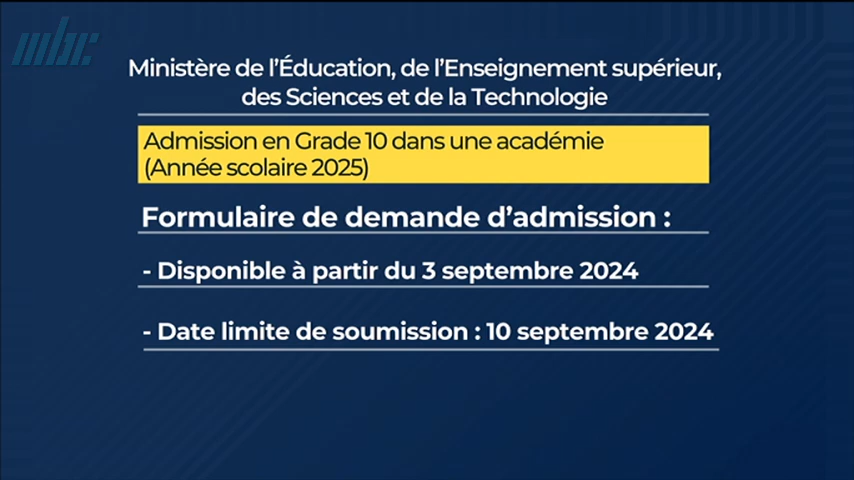 mbc
Ministère de l’Éducation, de l’Enseignement supérieur,
des Sciences et de la Technologie
Admission en Grade 10 dans une académie
(Année scolaire 2025)
Formulaire de demande d’admission :
- Disponible à partir du 3 septembre 2024
- Date limite de soumission : 10 septembre 2024